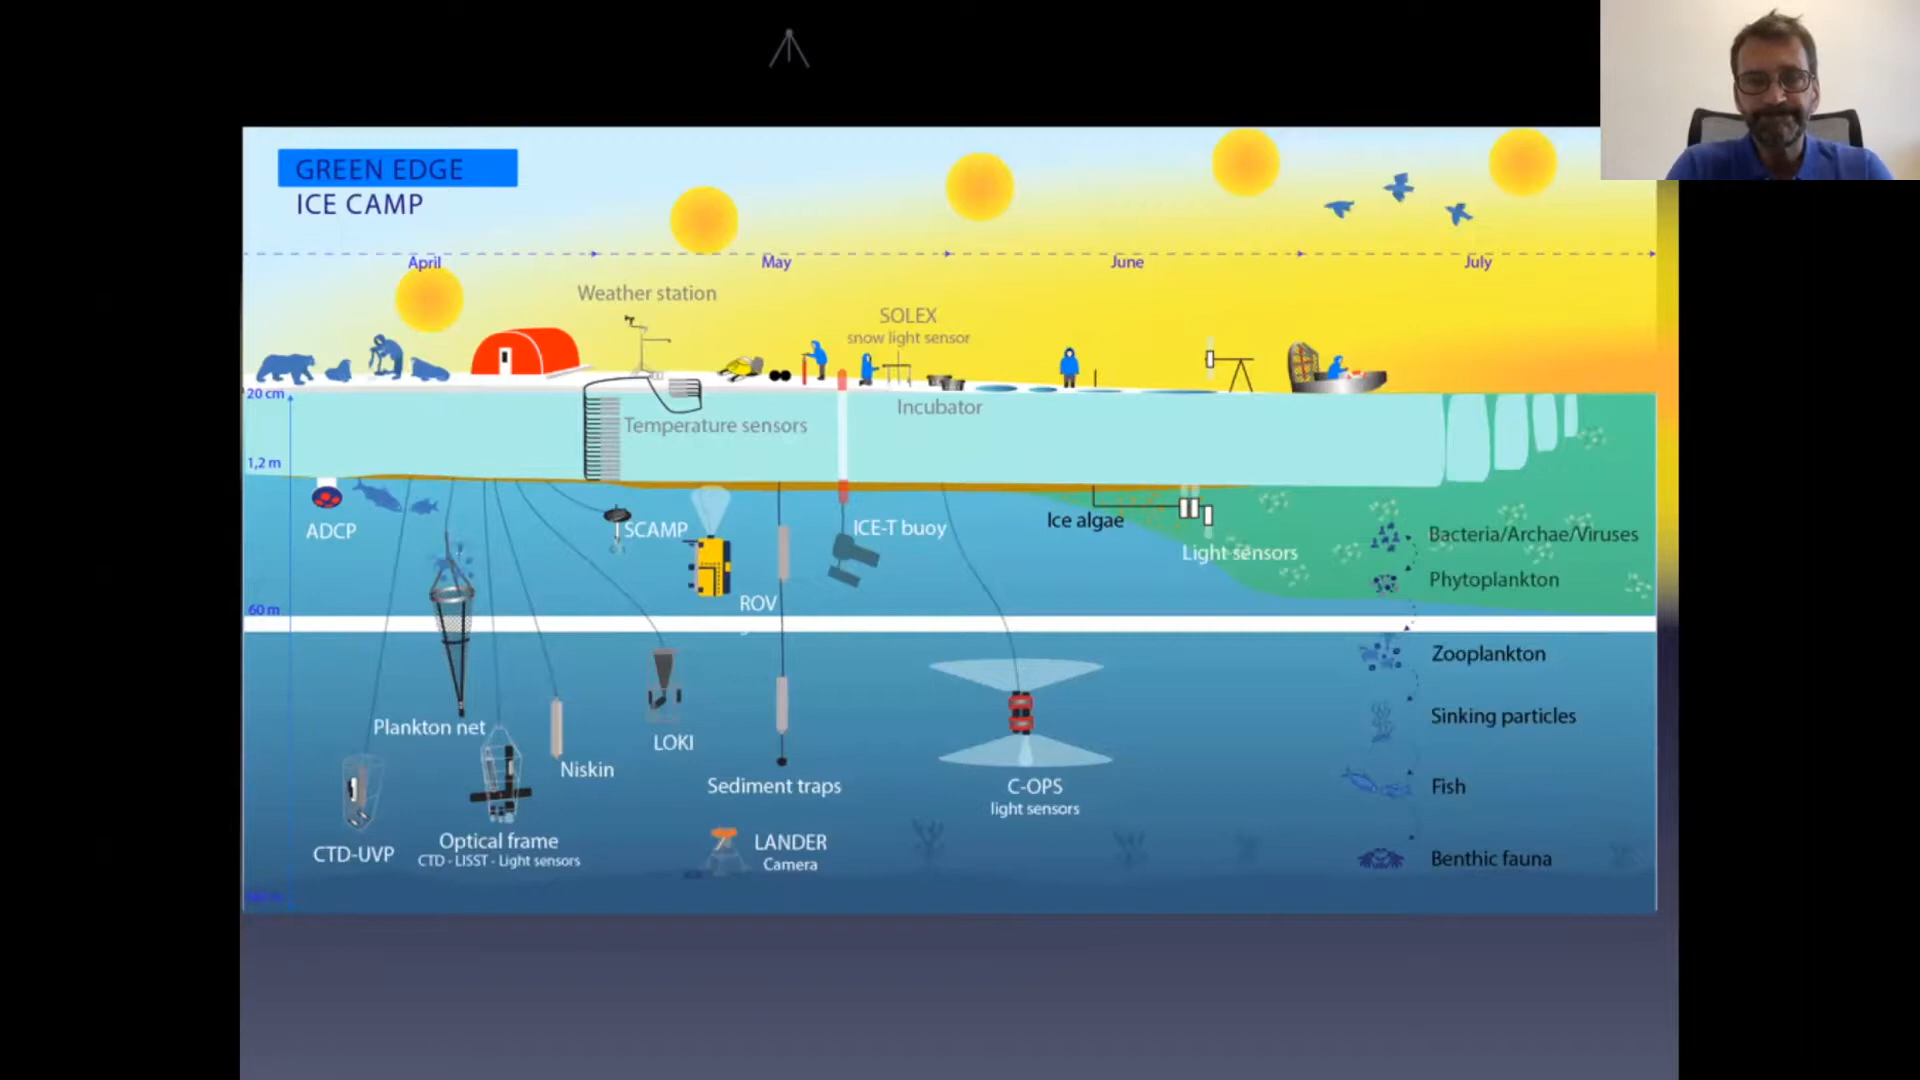 GREEN EDGE
ICE CAMP
April
May
June
July
Weather station
SOLEX
snow light sensor
20 cm
Temperature sensors
Incubator
1,2 m
ADCP
SCAMP
ICE-T buoy
Ice algae
Light sensors
Bacteria/Archae/Viruses
Phytoplankton
ROV
60 m
Zooplankton
Plankton net
Sinking particles
LOKI
Niskin
Sediment traps
C-OPS
light sensors
Fish
CTD-UVP
Optical frame
CTD - LISST - Light sensors
LANDER
Camera
Benthic fauna